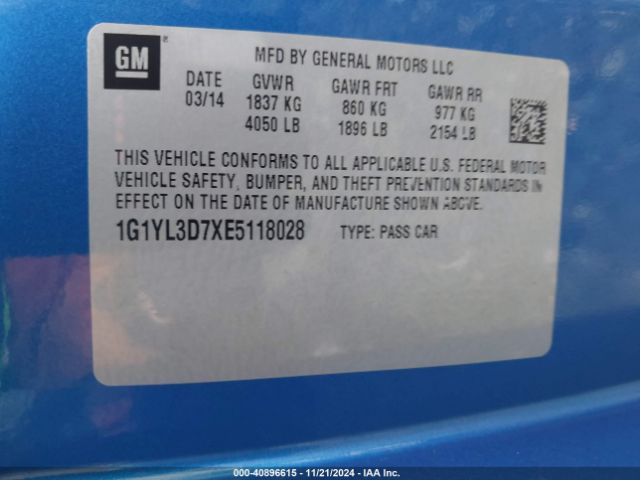 GM
®
MFD BY GENERAL MOTORS LLC
DATE GVWR GAWR FRT GAWR RR
03/14 1837 KG 860 KG 977 KG
4050 LB 1896 LB 2154 LB
THIS VEHICLE CONFORMS TO ALL APPLICABLE U.S. FEDERAL MOTOR
VEHICLE SAFETY, BUMPER, AND THEFT PREVENTION STANDARDS IN
EFFECT ON THE DATE OF MANUFACTURE SHOWN ABOVE.
1G1YL3D7XE5118028 TYPE: PASS CAR
000-40896615 - 11/21/2024 - IAA Inc.